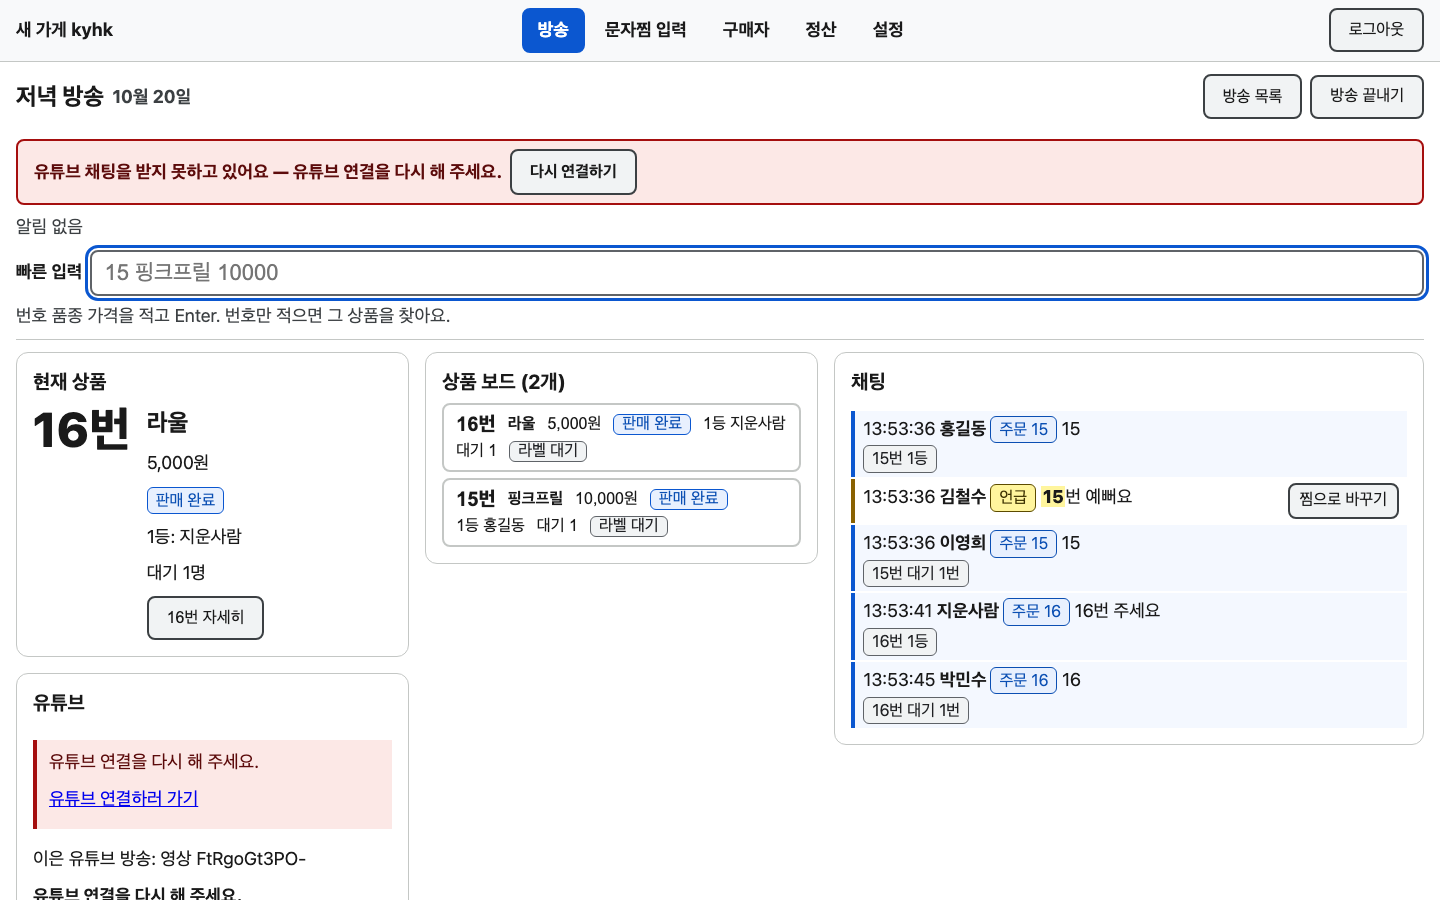 새 가게 kyhk
방송 문자찜 입력 구매자 정산 설정
로그아웃
저녁 방송 10월 20일
방송 목록 방송 끝내기
유튜브 채팅을 받지 못하고 있어요 — 유튜브 연결을 다시 해 주세요. 다시 연결하기
알림 없음
빠른 입력 15 핑크프릴 10000
번호 품종 가격을 적고 Enter. 번호만 적으면 그 상품을 찾아요.
현재 상품
16번 라울
5,000원
판매 완료
1등: 지운사람
대기 1명
16번 자세히
유튜브
유튜브 연결을 다시 해 주세요.
유튜브 연결하러 가기
이은 유튜브 방송: 영상 FtRgoGt3PO-
유튜브 연결을 다시 해 주세요.
상품 보드 (2개)
16번 라울 5,000원 판매 완료 1등 지운사람
대기 1 라벨 대기
15번 핑크프릴 10,000원 판매 완료
1등 홍길동 대기 1 라벨 대기
채팅
13:53:36 홍길동 주문 15 15
15번 1등
13:53:36 김철수 언급 15번 예뻐요 찜으로 바꾸기
13:53:36 이영희 주문 15 15
15번 대기 1번
13:53:41 지운사람 주문 16 16번 주세요
16번 1등
13:53:45 박민수 주문 16 16
16번 대기 1번